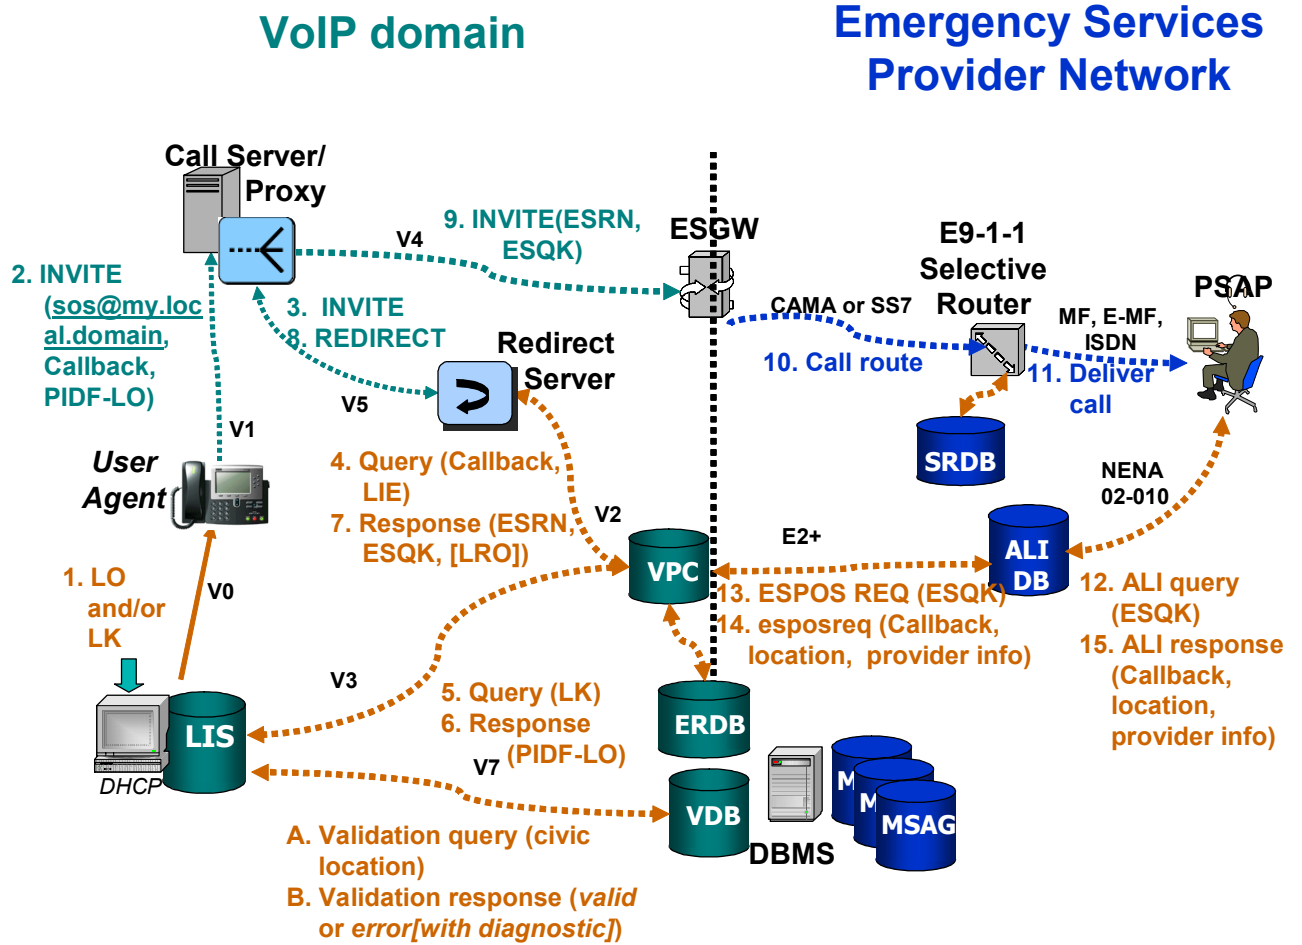 VoIP domain
Emergency Services
Provider Network
Call Server/
Proxy
2. INVITE
(sos@my.loc
al.domain,
Callback,
PIDF-LO)
V4
9. INVITE(ESRN,
ESQK)
ESGW
E9-1-1
Selective
Router
PSAP
3. INVITE
8. REDIRECT
Redirect
Server
V5
CAMA or SS7
10. Call route
MF, E-MF,
ISDN
11. Deliver
call
V1
User
Agent
4. Query (Callback,
LIE)
7. Response (ESRN,
ESQK, [LRO])
V2
SRDB
NENA
02-010
1. LO
and/or
LK
V0
VPC
E2+
ALI
DB
13. ESPOS REQ (ESQK)
14. esposreq (Callback,
location, provider info)
12. ALI query
(ESQK)
15. ALI response
(Callback,
location,
provider info)
V3
5. Query (LK)
6. Response
(PIDF-LO)
LIS
DHCP
ERDB
V7
VDB
DBMS
M
M
MSAG
A. Validation query (civic
location)
B. Validation response (valid
or error[with diagnostic])